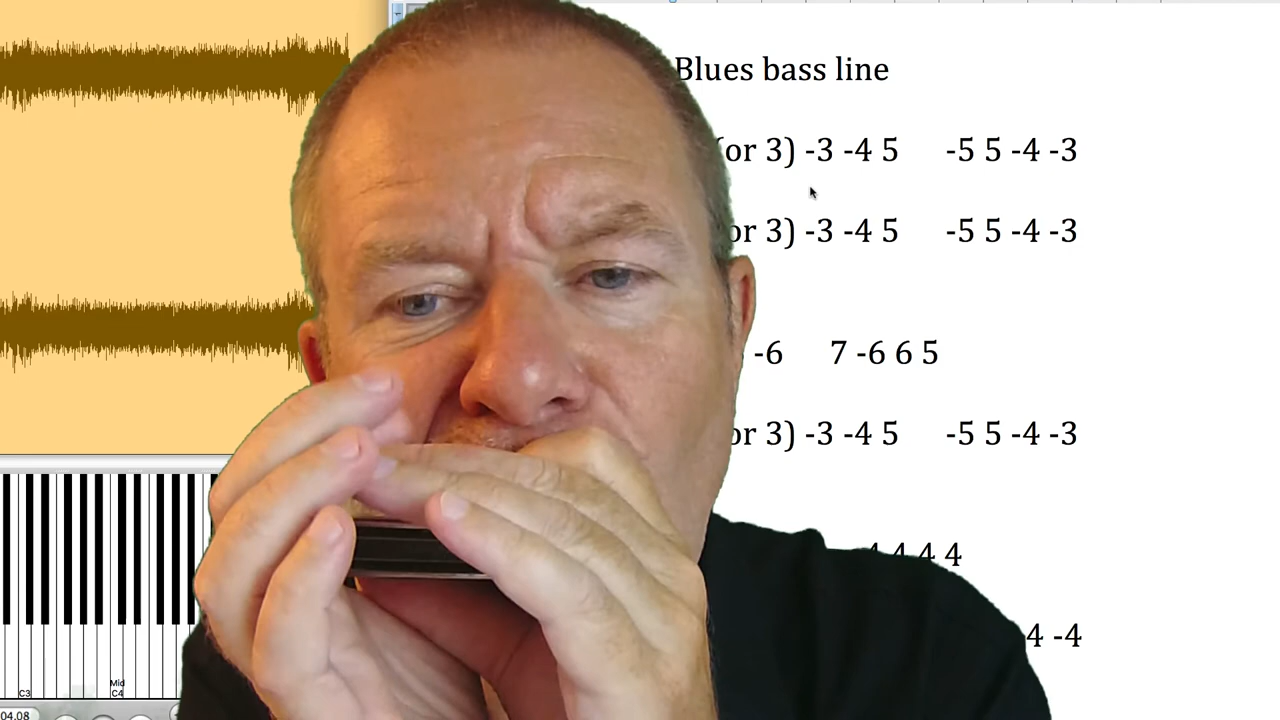 Blues bass line
(or 3) -3 -4 5 -5 5 -4 -3
or 3) -3 -4 5 -5 5 -4 -3
-6 7 -6 6 5
or 3) -3 -4 5 -5 5 -4 -3
4 4 4 4
4 -4
Mid
C3 C4
04.08